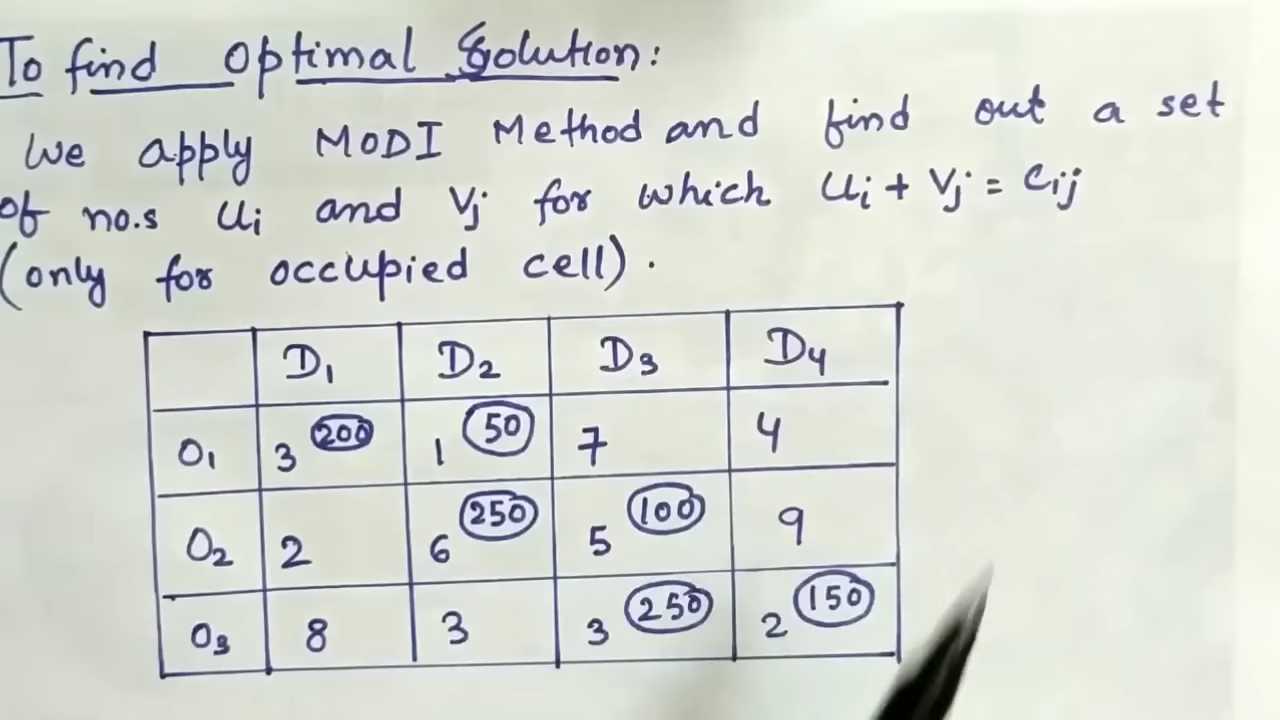 To find Optimal Solution:
We apply MODI Method and find out a set
of no.s ui and vj for which ui + vj = cij
(only for occupied cell).
D1 D2 D3 D4
O1 3 200 1 50 7 4
O2 2 6 250 5 100 9
O3 8 3 3 250 2 150